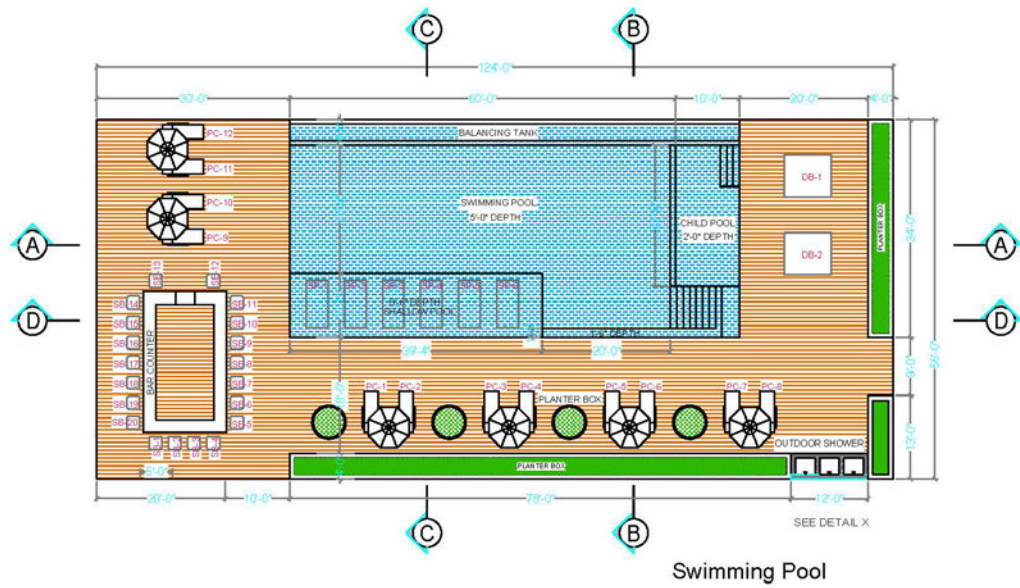 C
B
124'-0"
30'-0"
60'-0"
10'-0"
20'-0"
4'-0"
PC-12
BALANCING TANK
PC-11
DB-1
SWIMMING POOL
5'-0" DEPTH
PC-10
CHILD POOL
2'-0" DEPTH
PLANTER BOX
34'-0"
PC-9
A
A
DB-2
SB-13
SB-12
SB-14
SB-11
SHALLOW POOL
D
D
SB-15
SB-10
SB-16
SB-9
39'-4"
20'-0"
SB-17
SB-8
BAR COUNTER
9'-0"
55'-0"
SB-18
SB-7
PC-1
PC-2
PC-3
PC-4
PC-5
PC-6
PC-7
PC-8
SB-19
SB-6
PLANTER BOX
SB-20
SB-5
13'-0"
OUTDOOR SHOWER
PLANTER BOX
20'-0"
10'-0"
78'-0"
12'-0"
SEE DETAIL X
C
B
Swimming Pool